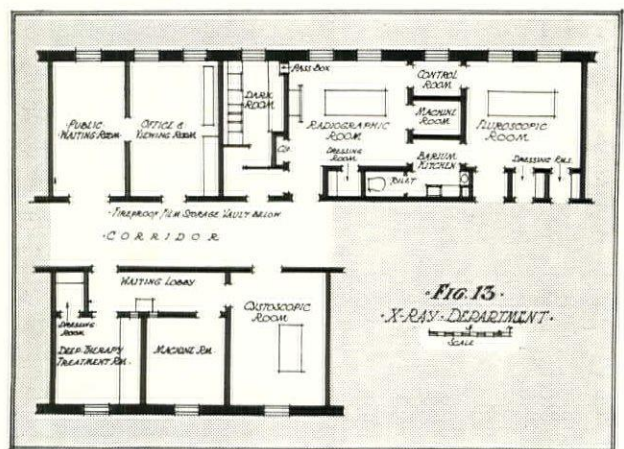 PUBLIC
WAITING ROOM
OFFICE &
VIEWING ROOM
DARK
ROOM
PASS BOX
RADIOGRAPHIC
ROOM
CONTROL
ROOM
MACHINE
ROOM
FLUROSCOPIC
ROOM
DRESSING
ROOM
TOILET
BARIUM
KITCHEN
DRESSING RMS.
FIREPROOF FILM STORAGE VAULT BELOW
CORRIDOR
WAITING LOBBY
DRESSING
ROOM
DEEP THERAPY
TREATMENT RM.
MACHINE RM.
CYSTOSCOPIC
ROOM
·FIG. 13·
·X-RAY·DEPARTMENT·
SCALE